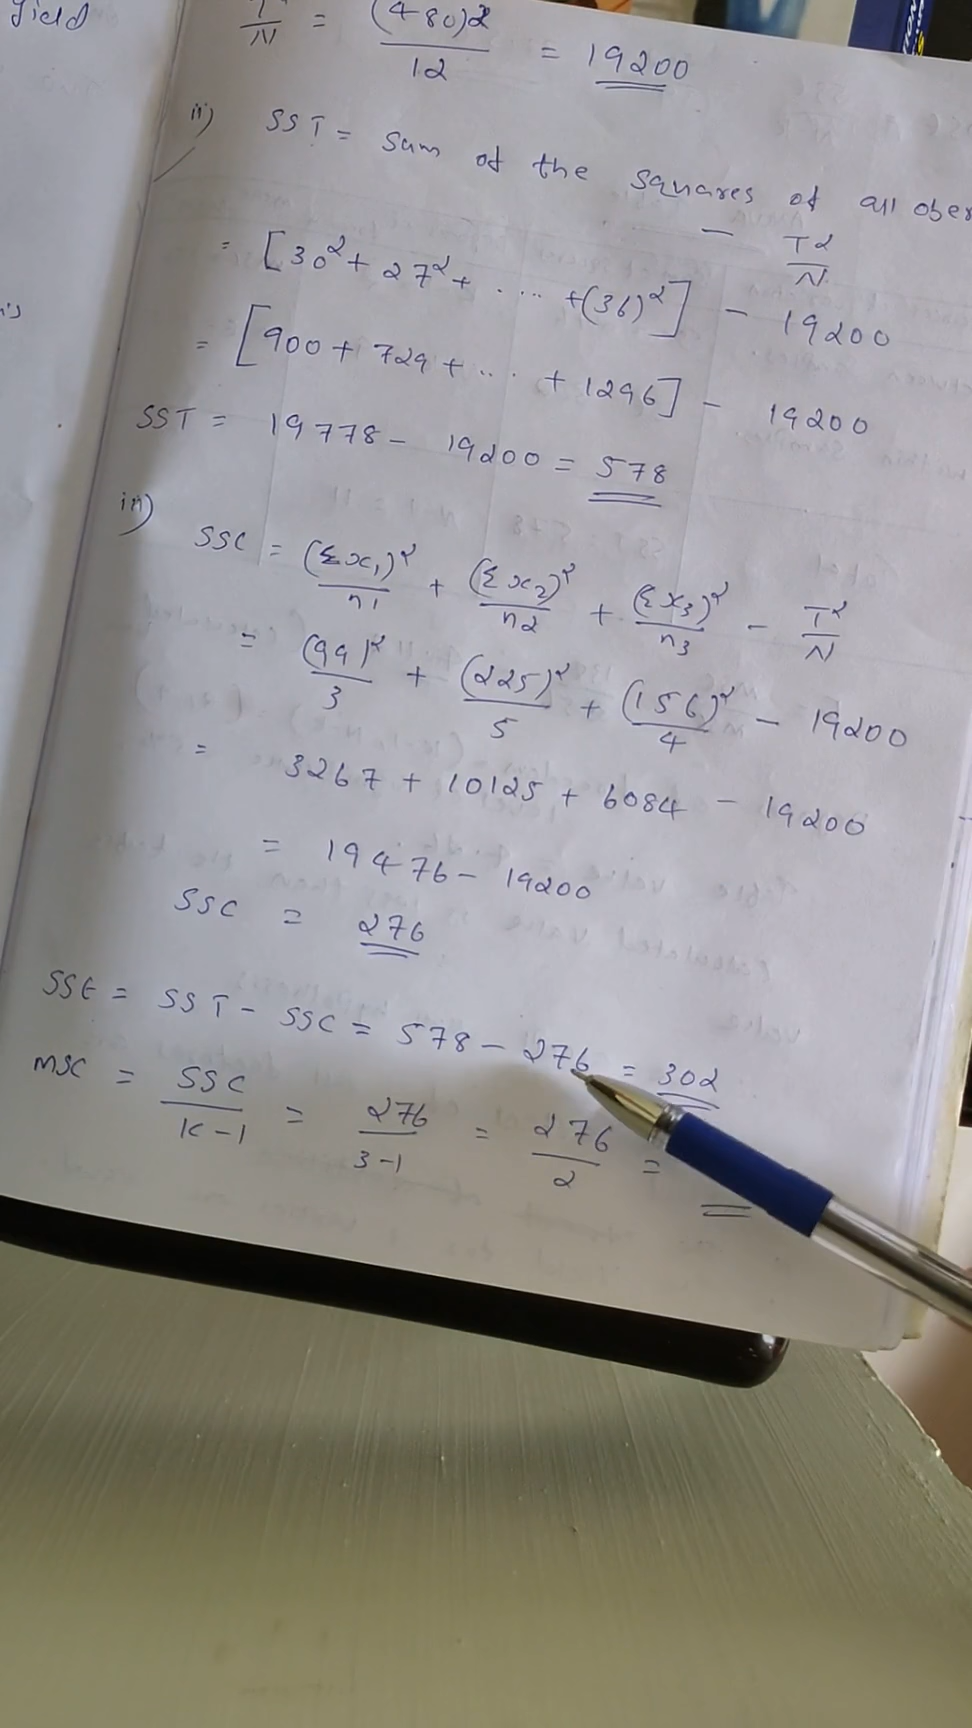 Yield
T²/N = (480)²/12 = 19200
ii) SST = Sum of the squares of all
- T²/N
= [30² + 27² + .... + (36)²] - 19200
= [900 + 729 + .... + 1296] - 19200
SST = 19778 - 19200 = 578
iii) SSC = (Σx₁)²/n1 + (Σx₂)²/n2 + (Σx₃)²/n3 - T²/N
= (99)²/3 + (225)²/5 + (156)²/4 - 19200
= 3267 + 10125 + 6084 - 19200
= 19476 - 19200
SSC = 276
SSE = SST - SSC = 578 - 276 = 302
MSC = SSC/K-1 = 276/3-1 = 276/2 =